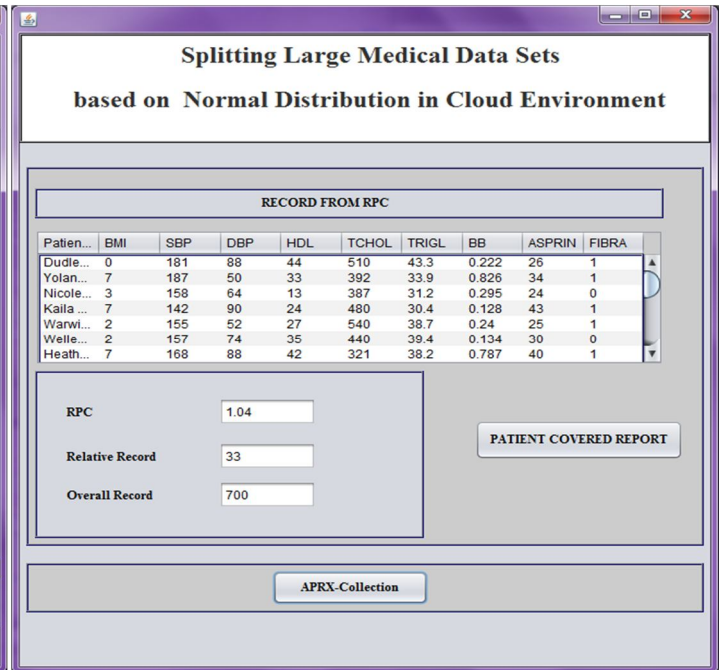 Splitting Large Medical Data Sets
based on Normal Distribution in Cloud Environment
RECORD FROM RPC
Patien... BMI SBP DBP HDL TCHOL TRIGL BB ASPRIN FIBRA
Dudle... 0 181 88 44 510 43.3 0.222 26 1
Yolan... 7 187 50 33 392 33.9 0.826 34 1
Nicole... 3 158 64 13 387 31.2 0.295 24 0
Kaila ... 7 142 90 24 480 30.4 0.128 43 1
Warwi... 2 155 52 27 540 38.7 0.24 25 1
Welle... 2 157 74 35 440 39.4 0.134 30 0
Heath... 7 168 88 42 321 38.2 0.787 40 1
RPC 1.04
PATIENT COVERED REPORT
Relative Record 33
Overall Record 700
APRX-Collection